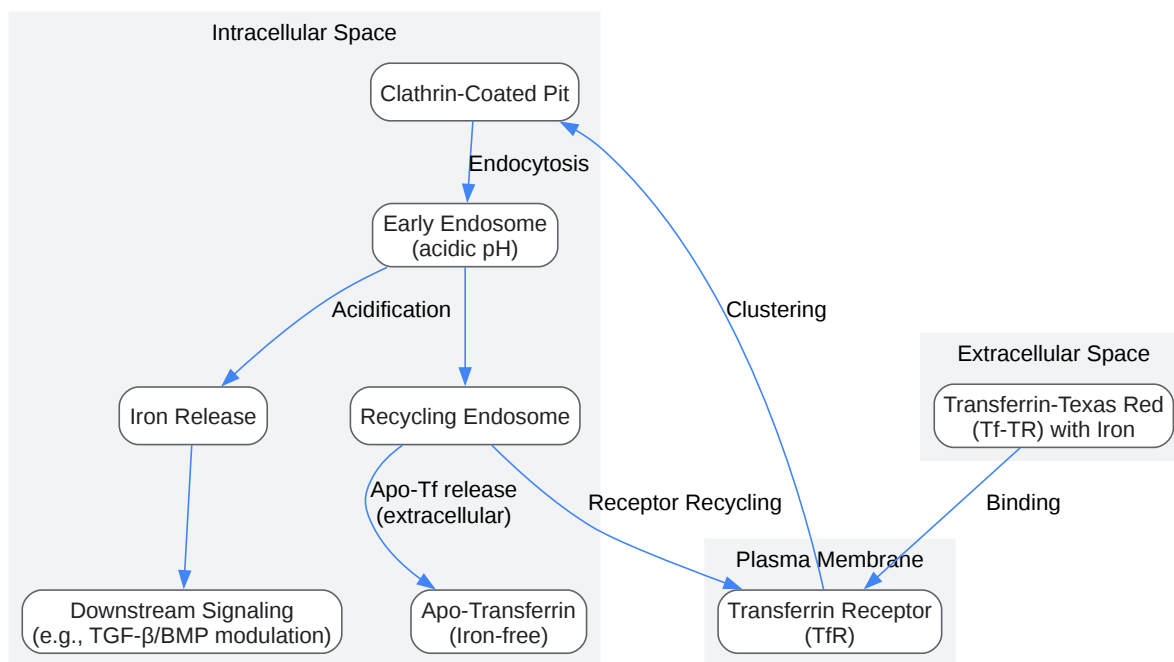 Intracellular Space
Clathrin-Coated Pit
Endocytosis
Early Endosome
(acidic pH)
Acidification
Clustering
Extracellular Space
Iron Release
Recycling Endosome
Transferrin-Texas Red
(Tf-TR) with Iron
Apo-Tf release
(extracellular)
Receptor Recycling
Binding
Plasma Membrane
Downstream Signaling
(e.g., TGF-β/BMP modulation)
Apo-Transferrin
(Iron-free)
Transferrin Receptor
(TfR)